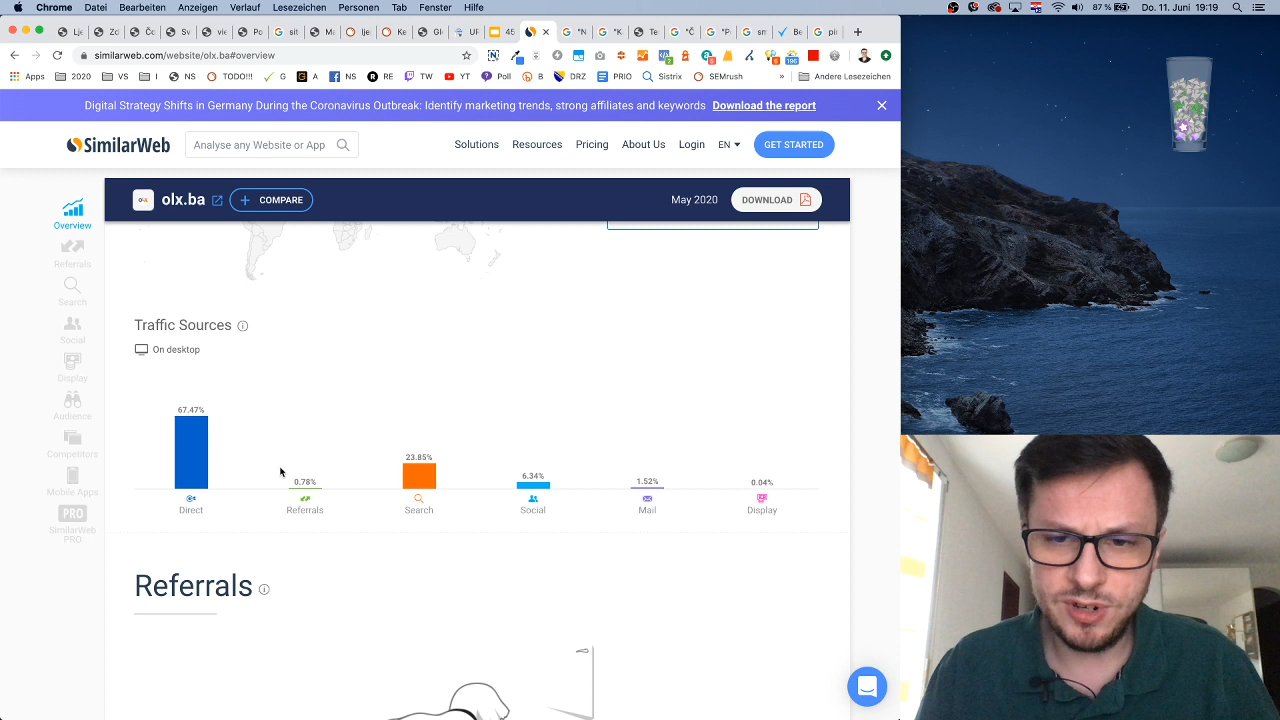 Chrome Datei Bearbeiten Anzeigen Verlauf Lesezeichen Personen Tab Fenster Hilfe 87 % Do. 11. Juni 19:19
similarweb.com/website/olx.ba#overview
Apps 2020 VS I NS TODO!!! G A NS RE TW YT Poll B DRZ PRIO Sistrix SEMrush » Andere Lesezeichen
Digital Strategy Shifts in Germany During the Coronavirus Outbreak: Identify marketing trends, strong affiliates and keywords Download the report
SimilarWeb Analyse any Website or App Solutions Resources Pricing About Us Login EN GET STARTED
olx.ba COMPARE May 2020 DOWNLOAD
Overview
Referrals
Search
Social
Display
Audience
Competitors
Mobile Apps
PRO
SimilarWeb
PRO
Traffic Sources
On desktop
67.47% 0.78% 23.85% 6.34% 1.52% 0.04%
Direct Referrals Search Social Mail Display
Referrals